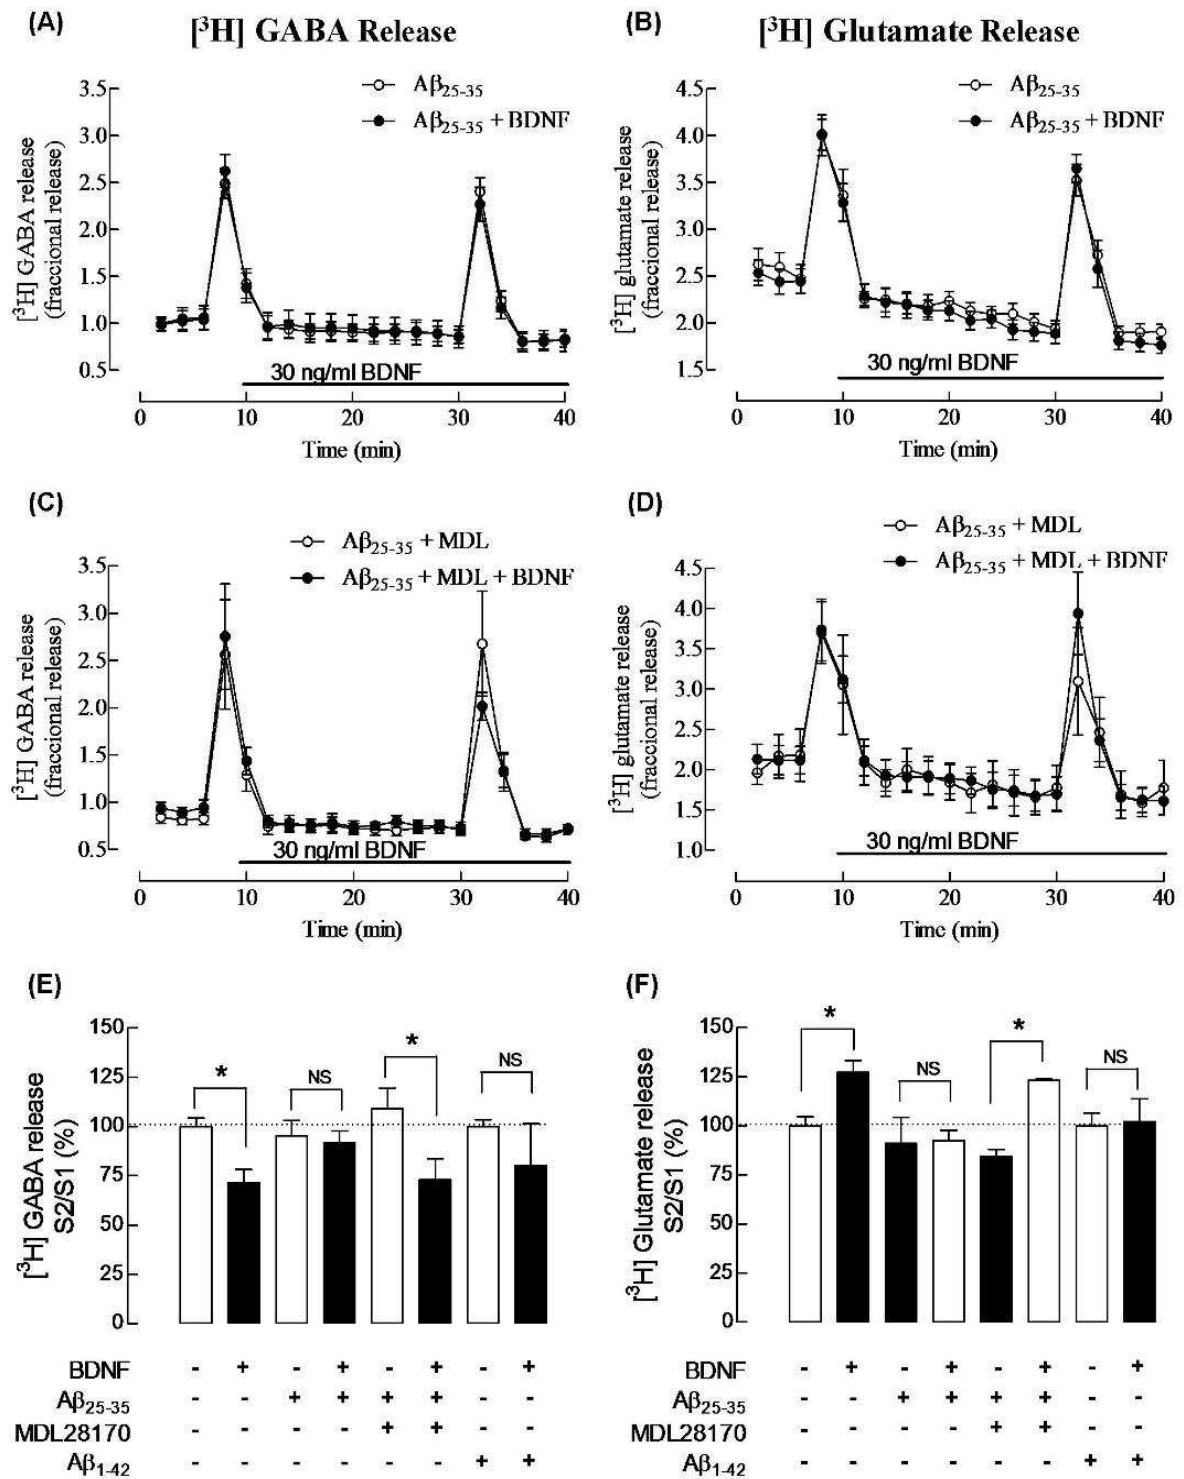 (A)
[³H] GABA Release
Aβ25-35
Aβ25-35 + BDNF
[³H] GABA release
(fraccional release)
3.5
3.0
2.5
2.0
1.5
1.0
0.5
30 ng/ml BDNF
0 10 20 30 40
Time (min)
(B)
[³H] Glutamate Release
Aβ25-35
Aβ25-35 + BDNF
[³H] glutamate release
(fraccional release)
4.5
4.0
3.5
3.0
2.5
2.0
1.5
30 ng/ml BDNF
0 10 20 30 40
Time (min)
(C)
Aβ25-35 + MDL
Aβ25-35 + MDL + BDNF
[³H] GABA release
(fraccional release)
3.5
3.0
2.5
2.0
1.5
1.0
0.5
30 ng/ml BDNF
0 10 20 30 40
Time (min)
(D)
Aβ25-35 + MDL
Aβ25-35 + MDL + BDNF
[³H] glutamate release
(fraccional release)
4.5
4.0
3.5
3.0
2.5
2.0
1.5
1.0
30 ng/ml BDNF
0 10 20 30 40
Time (min)
(E)
[³H] GABA release
S2/S1 (%)
150
125
100
75
50
25
0
* NS * NS
BDNF - + - + - + - +
Aβ25-35 - - + + + + - -
MDL28170 - - - - + + - -
Aβ1-42 - - - - - - + +
(F)
[³H] Glutamate release
S2/S1 (%)
150
125
100
75
50
25
0
* NS * NS
BDNF - + - + - + - +
Aβ25-35 - - + + + + - -
MDL28170 - - - - + + - -
Aβ1-42 - - - - - - + +